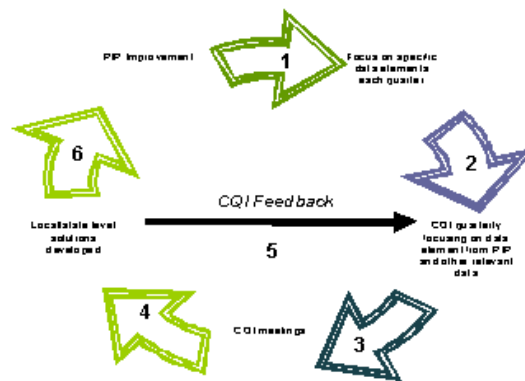 PIP Improvement
1
Focus on specific
data elements
each quarter
6
2
CQI Feedback
5
Local/state level
solutions
developed
CQI quarterly
focusing on data
element from PIP
and other relevant
data
4
CQI meetings
3